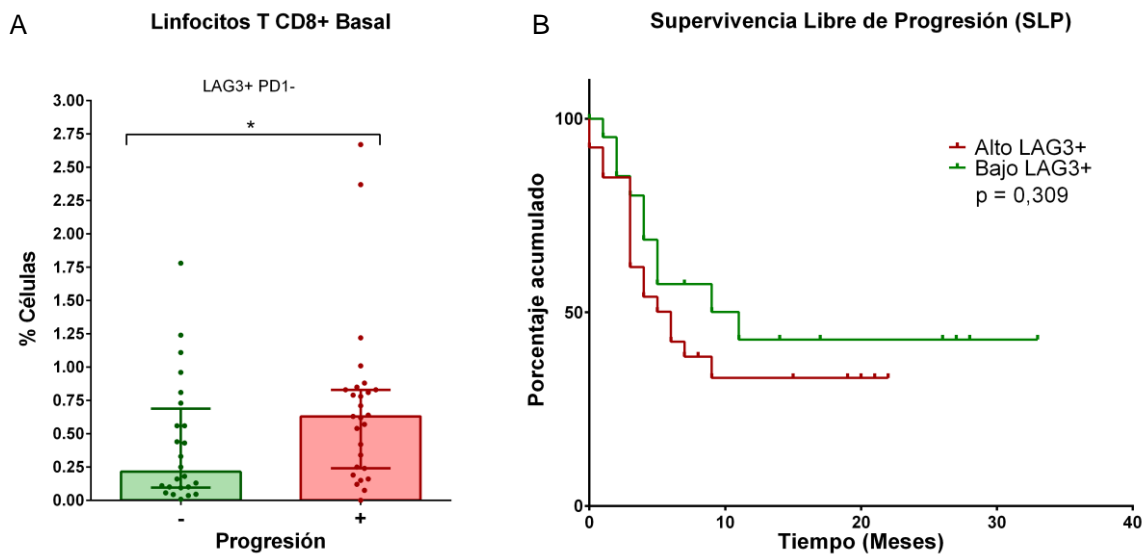 A
Linfocitos T CD8+ Basal
LAG3+ PD1-
*
3.00
2.75
2.50
2.25
2.00
1.75
1.50
1.25
1.00
0.75
0.50
0.25
0.00
% Células
-
+
Progresión
B
Supervivencia Libre de Progresión (SLP)
Alto LAG3+
Bajo LAG3+
p = 0,309
100
50
0
Porcentaje acumulado
0
10
20
30
40
Tiempo (Meses)